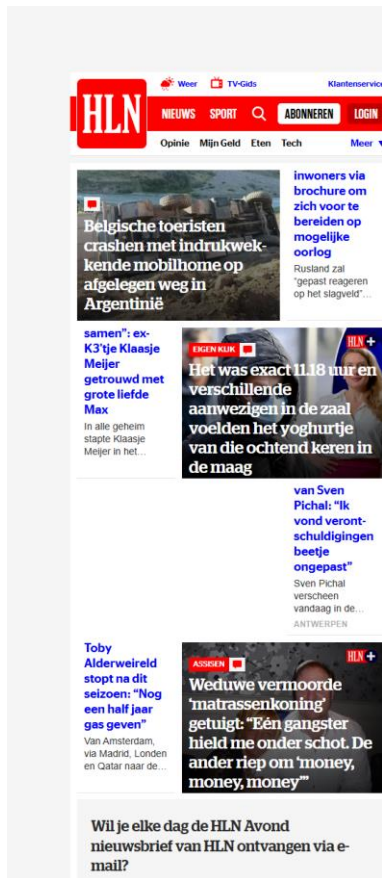 Weer TV-Gids Klantenservice
HLN NIEUWS SPORT ABONNEREN LOGIN
Opinie Mijn Geld Eten Tech Meer
Belgische toeristen
crashen met indrukwek-
kende mobilhome op
afgelegen weg in
Argentinië
inwoners via
brochure om
zich voor te
bereiden op
mogelijke
oorlog
Rusland zal
“gepast reageren
op het slagveld”…
samen”: ex-
K3’tje Klaasje
Meijer
getrouwd met
grote liefde
Max
In alle geheim
stapte Klaasje
Meijer in het…
HLN +
EIGEN KIJK
Het was exact 11.18 uur en
verschillende
aanwezigen in de zaal
voelden het yoghurtje
van die ochtend keren in
de maag
van Sven
Pichal: “Ik
vond veront-
schuldigingen
beetje
ongepast”
Sven Pichal
verscheen
vandaag in de…
ANTWERPEN
Toby
Alderweireld
stopt na dit
seizoen: “Nog
een half jaar
gas geven”
Van Amsterdam,
via Madrid, Londen
en Qatar naar de…
HLN +
ASSISEN
Weduwe vermoorde
‘matrassenkoning’
getuigt: “Eén gangster
hield me onder schot. De
ander riep om ‘money,
money, money’”
Wil je elke dag de HLN Avond
nieuwsbrief van HLN ontvangen via e-
mail?